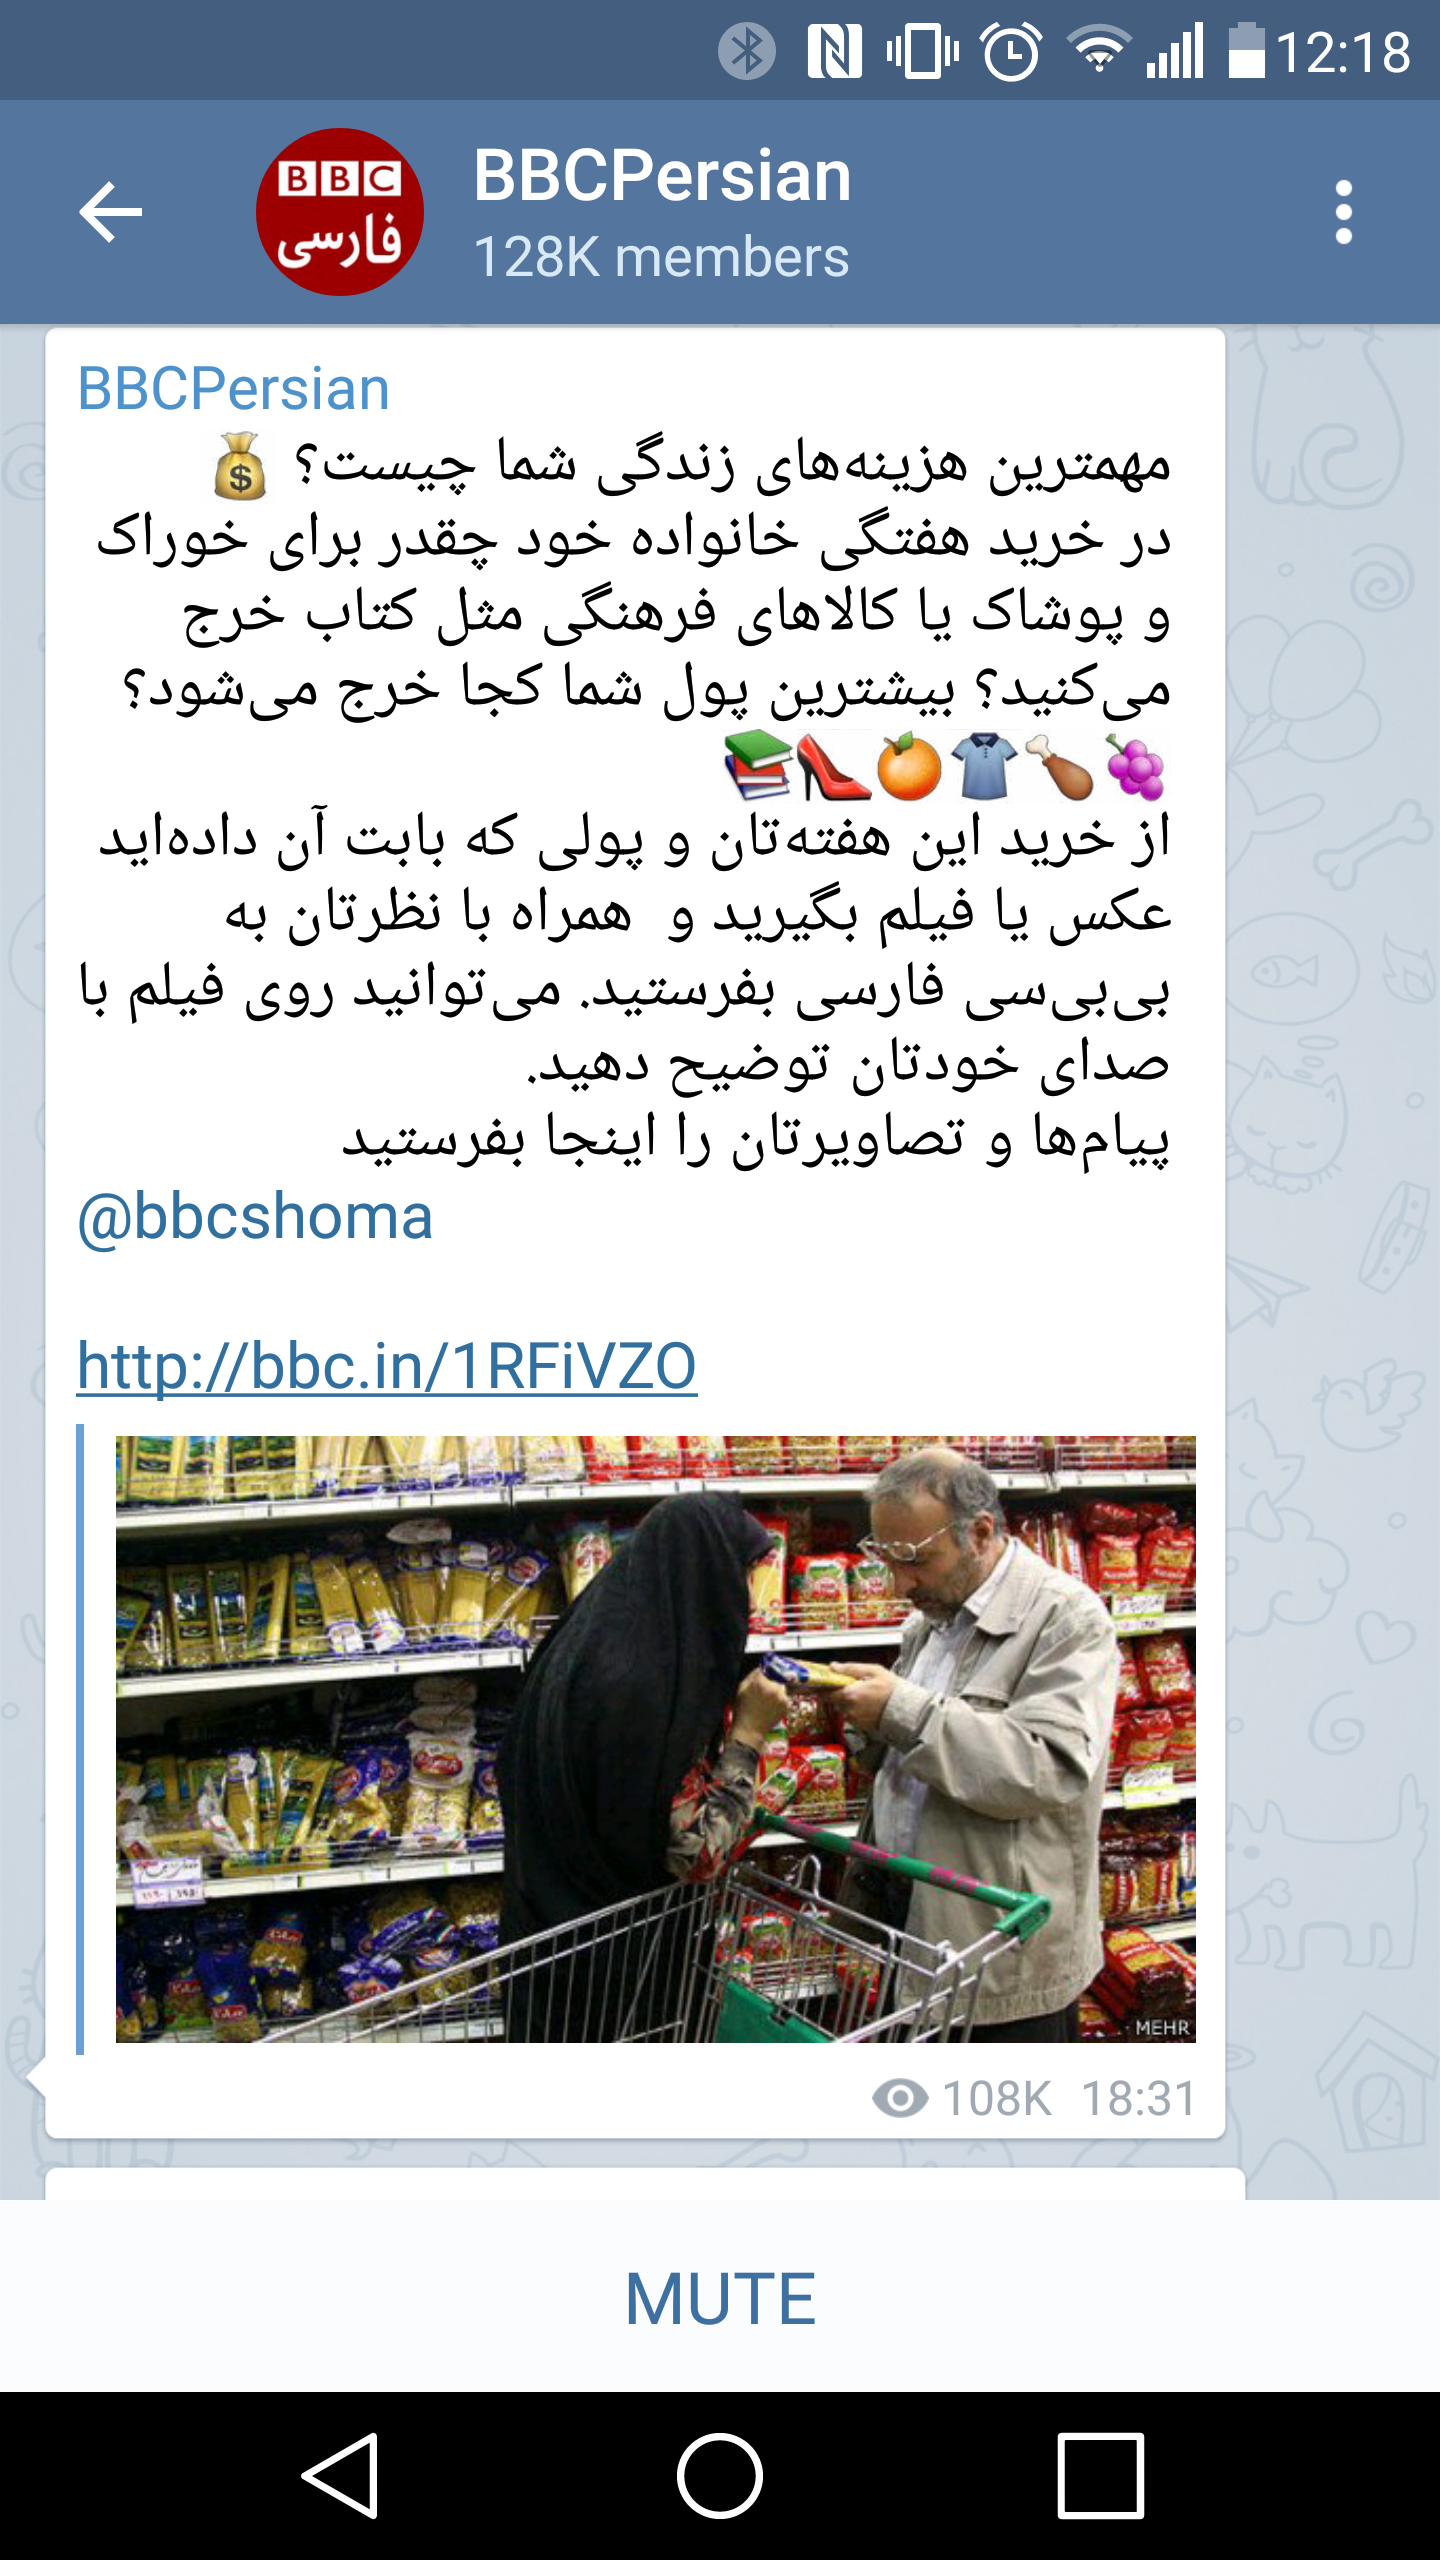 12:18
BBC
فارسی
BBCPersian
128K members
BBCPersian
مهمترین هزینه‌های زندگی شما چیست؟ 💰
در خرید هفتگی خانواده خود چقدر برای خوراک
و پوشاک یا کالاهای فرهنگی مثل کتاب خرج
می‌کنید؟ بیشترین پول شما کجا خرج می‌شود؟
🍇🍗👕🍊👠📚
از خرید این هفته‌تان و پولی که بابت آن داده‌اید
عکس یا فیلم بگیرید و  همراه با نظرتان به
بی‌بی‌سی فارسی بفرستید. می‌توانید روی فیلم با
صدای خودتان توضیح دهید.
پیام‌ها و تصاویرتان را اینجا بفرستید
@bbcshoma
http://bbc.in/1RFiVZO
MEHR
108K 18:31
MUTE